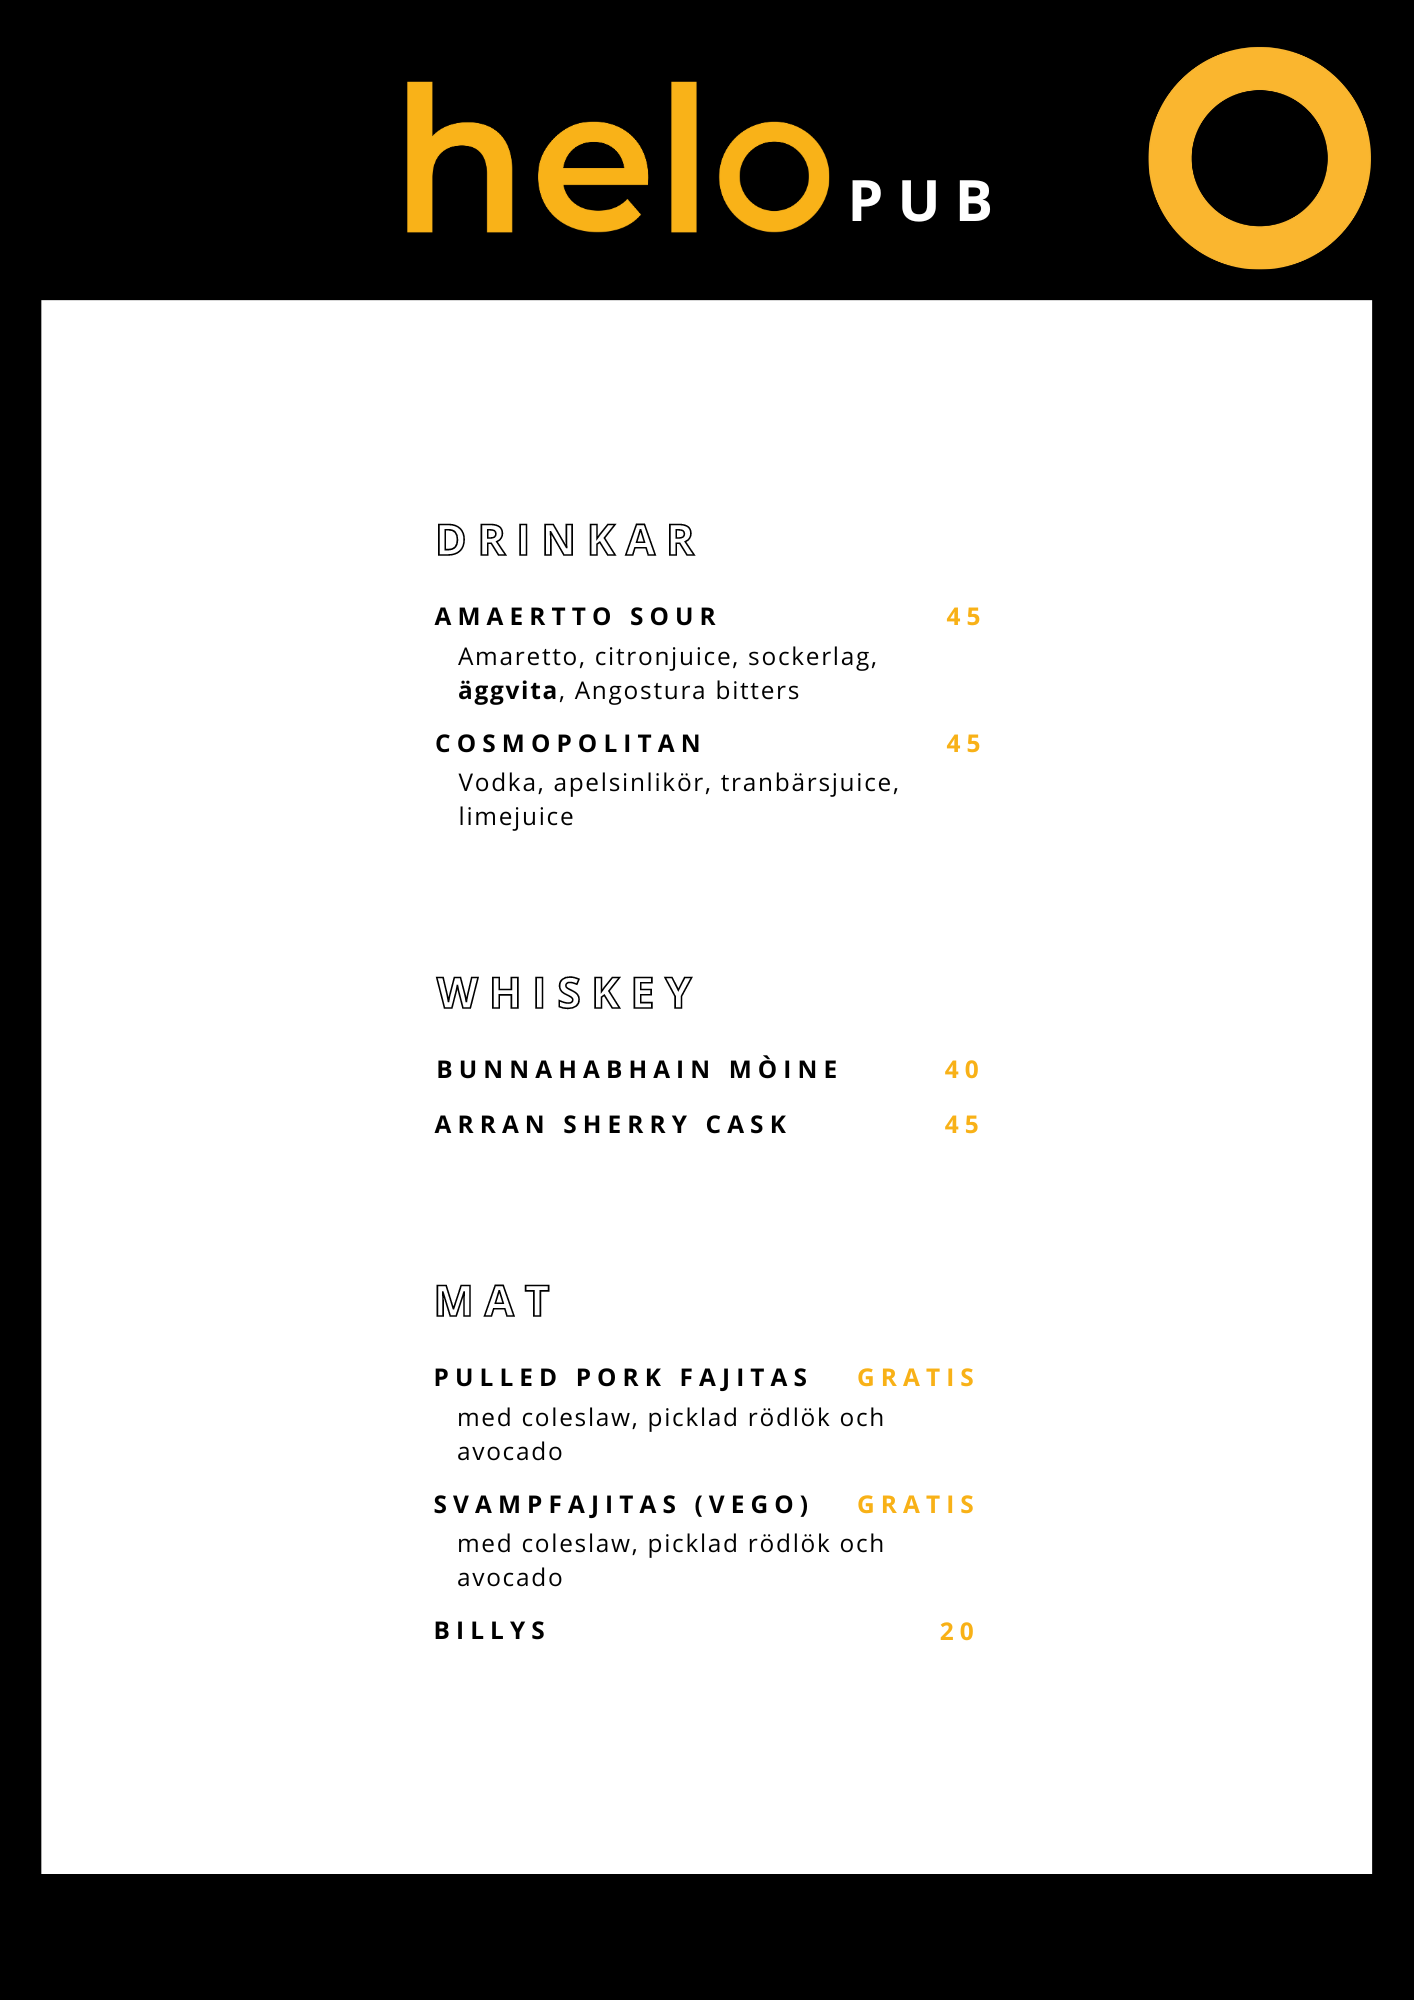 helo PUB
DRINKAR
AMAERTTO SOUR 45
Amaretto, citronjuice, sockerlag,
äggvita, Angostura bitters
COSMOPOLITAN 45
Vodka, apelsinlikör, tranbärsjuice,
limejuice
WHISKEY
BUNNAHABHAIN MÒINE 40
ARRAN SHERRY CASK 45
MAT
PULLED PORK FAJITAS GRATIS
med coleslaw, picklad rödlök och
avocado
SVAMPFAJITAS (VEGO) GRATIS
med coleslaw, picklad rödlök och
avocado
BILLYS 20